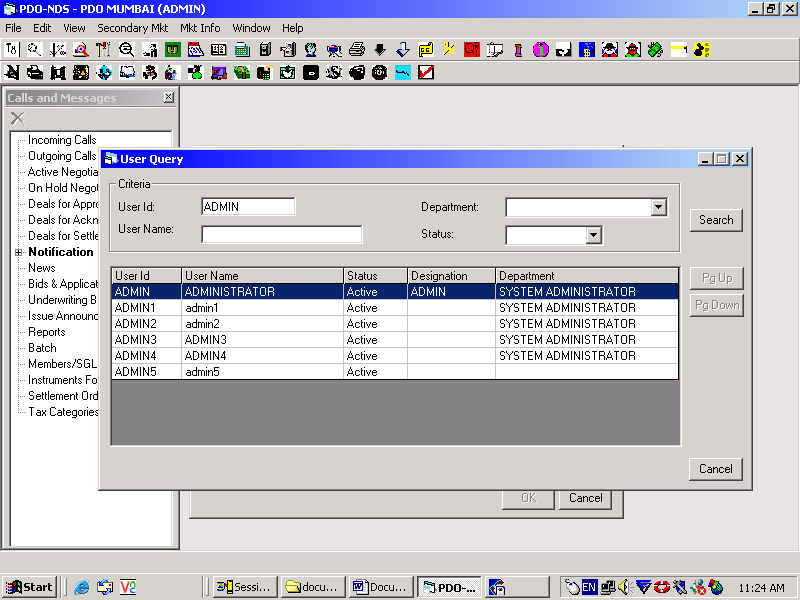 PDO-NDS - PDO MUMBAI (ADMIN)
File Edit View Secondary Mkt Mkt Info Window Help
Calls and Messages
Incoming Calls
Outgoing Calls
Active Negotia
On Hold Negot
Deals for Appro
Deals for Ackn
Deals for Settle
Notification
News
Bids & Applicat
Underwriting B
Issue Announc
Reports
Batch
Members/SGL
Instruments Fo
Settlement Ord
Tax Categories
User Query
Criteria
User Id: ADMIN Department:
User Name: Status:
Search
User Id User Name Status Designation Department
ADMIN ADMINISTRATOR Active ADMIN SYSTEM ADMINISTRATOR
ADMIN1 admin1 Active SYSTEM ADMINISTRATOR
ADMIN2 admin2 Active SYSTEM ADMINISTRATOR
ADMIN3 ADMIN3 Active SYSTEM ADMINISTRATOR
ADMIN4 ADMIN4 Active SYSTEM ADMINISTRATOR
ADMIN5 admin5 Active
Pg Up
Pg Down
Cancel
OK Cancel
Start Sessi... docu... Docu... PDO-... EN 11:24 AM